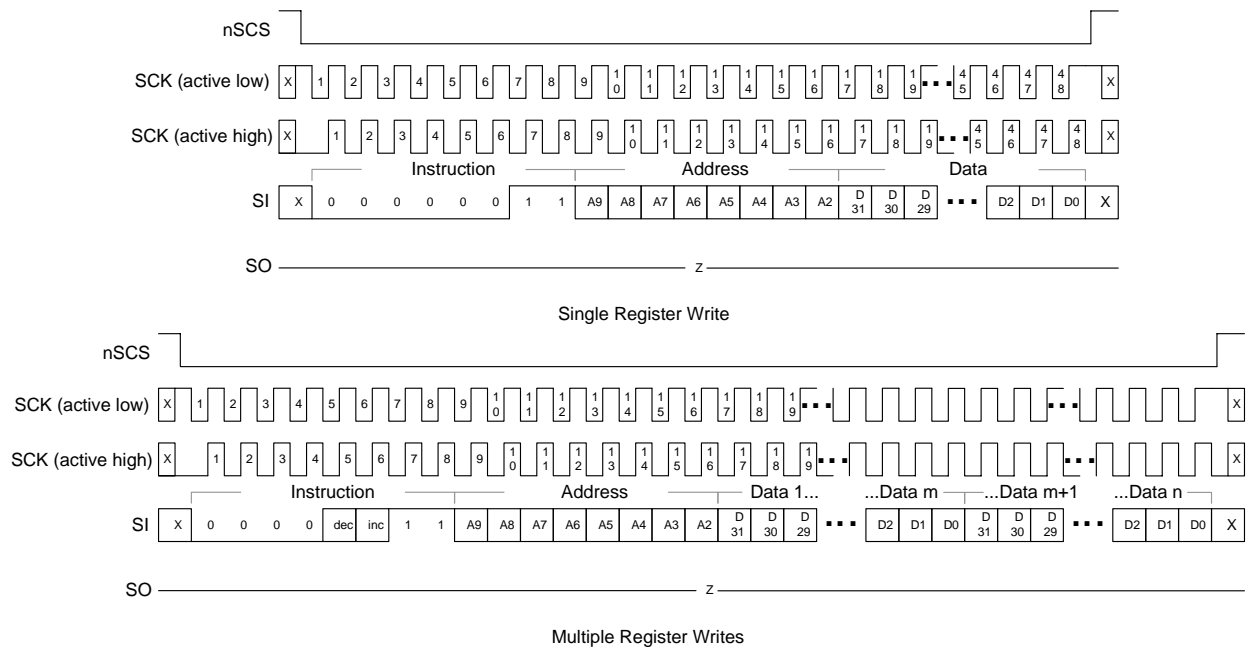 nSCS
SCK (active low) X 1 2 3 4 5 6 7 8 9 10 11 12 13 14 15 16 17 18 19 ▪▪▪ 45 46 47 48 X
SCK (active high) X 1 2 3 4 5 6 7 8 9 10 11 12 13 14 15 16 17 18 19 ▪▪▪ 45 46 47 48 X
Instruction Address Data
SI X 0 0 0 0 0 0 1 1 A9 A8 A7 A6 A5 A4 A3 A2 D31 D30 D29 ▪▪▪ D2 D1 D0 X
SO Z
Single Register Write
nSCS
SCK (active low) X 1 2 3 4 5 6 7 8 9 10 11 12 13 14 15 16 17 18 19 ▪▪▪ ▪▪▪ X
SCK (active high) X 1 2 3 4 5 6 7 8 9 10 11 12 13 14 15 16 17 18 19 ▪▪▪ ▪▪▪ X
Instruction Address Data 1... ...Data m ...Data m+1 ...Data n
SI X 0 0 0 0 dec inc 1 1 A9 A8 A7 A6 A5 A4 A3 A2 D31 D30 D29 ▪▪▪ D2 D1 D0 D31 D30 D29 ▪▪▪ D2 D1 D0 X
SO Z
Multiple Register Writes